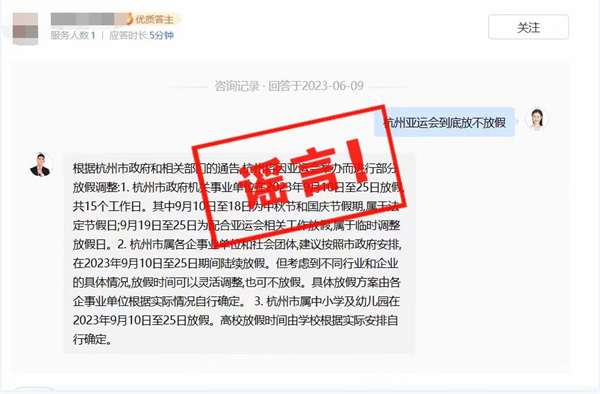 优质答主
服务人数 1 | 应答时长 5分钟
关注
咨询记录 · 回答于2023-06-09
杭州亚运会到底放不放假
根据杭州市政府和相关部门的通告,杭州将因亚运会举办而进行部分
放假调整:1. 杭州市政府机关事业单位在2023年9月10日至25日放假,
共15个工作日。其中9月10日至18日为中秋节和国庆节假期,属于法
定节假日;9月19日至25日为配合亚运会相关工作放假,属于临时调整
放假日。2. 杭州市属各企事业单位和社会团体,建议按照市政府安排,
在2023年9月10日至25日期间陆续放假。但考虑到不同行业和企业
的具体情况,放假时间可以灵活调整,也可不放假。具体放假方案由各
企事业单位根据实际情况自行确定。 3. 杭州市属中小学及幼儿园在
2023年9月10日至25日放假。高校放假时间由学校根据实际安排自
行确定。
谣言!